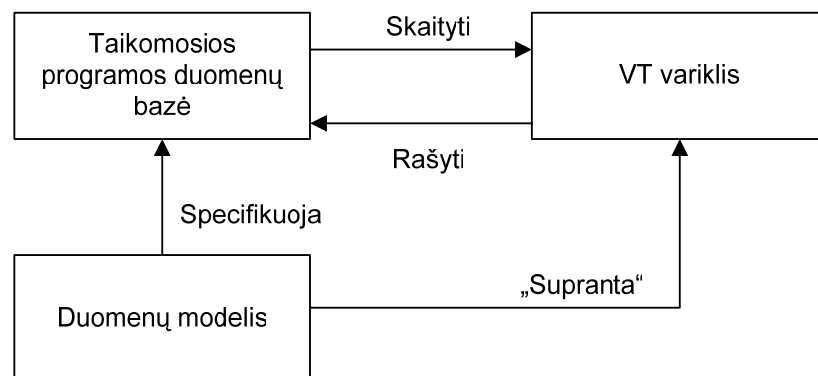 Taikomosios
programos duomenų
bazė
Skaityti
VT variklis
Rašyti
Specifikuoja
„Supranta“
Duomenų modelis